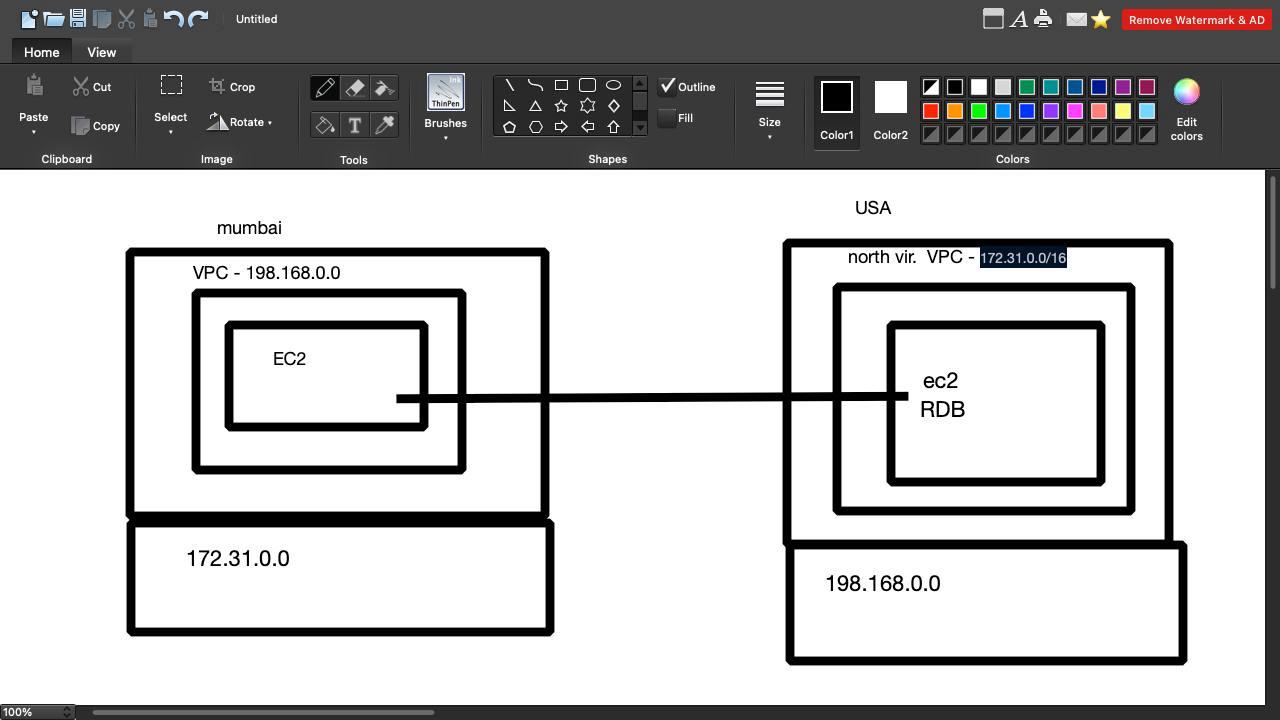 Untitled
Remove Watermark & AD
Home
View
Paste
Cut
Copy
Clipboard
Select
Crop
Rotate
Image
Tools
Ink
ThinPen
Brushes
Shapes
Outline
Fill
Size
Color1
Color2
Colors
Edit
colors
mumbai
VPC - 198.168.0.0
EC2
172.31.0.0
USA
north vir.  VPC - 172.31.0.0/16
ec2
RDB
198.168.0.0
100%